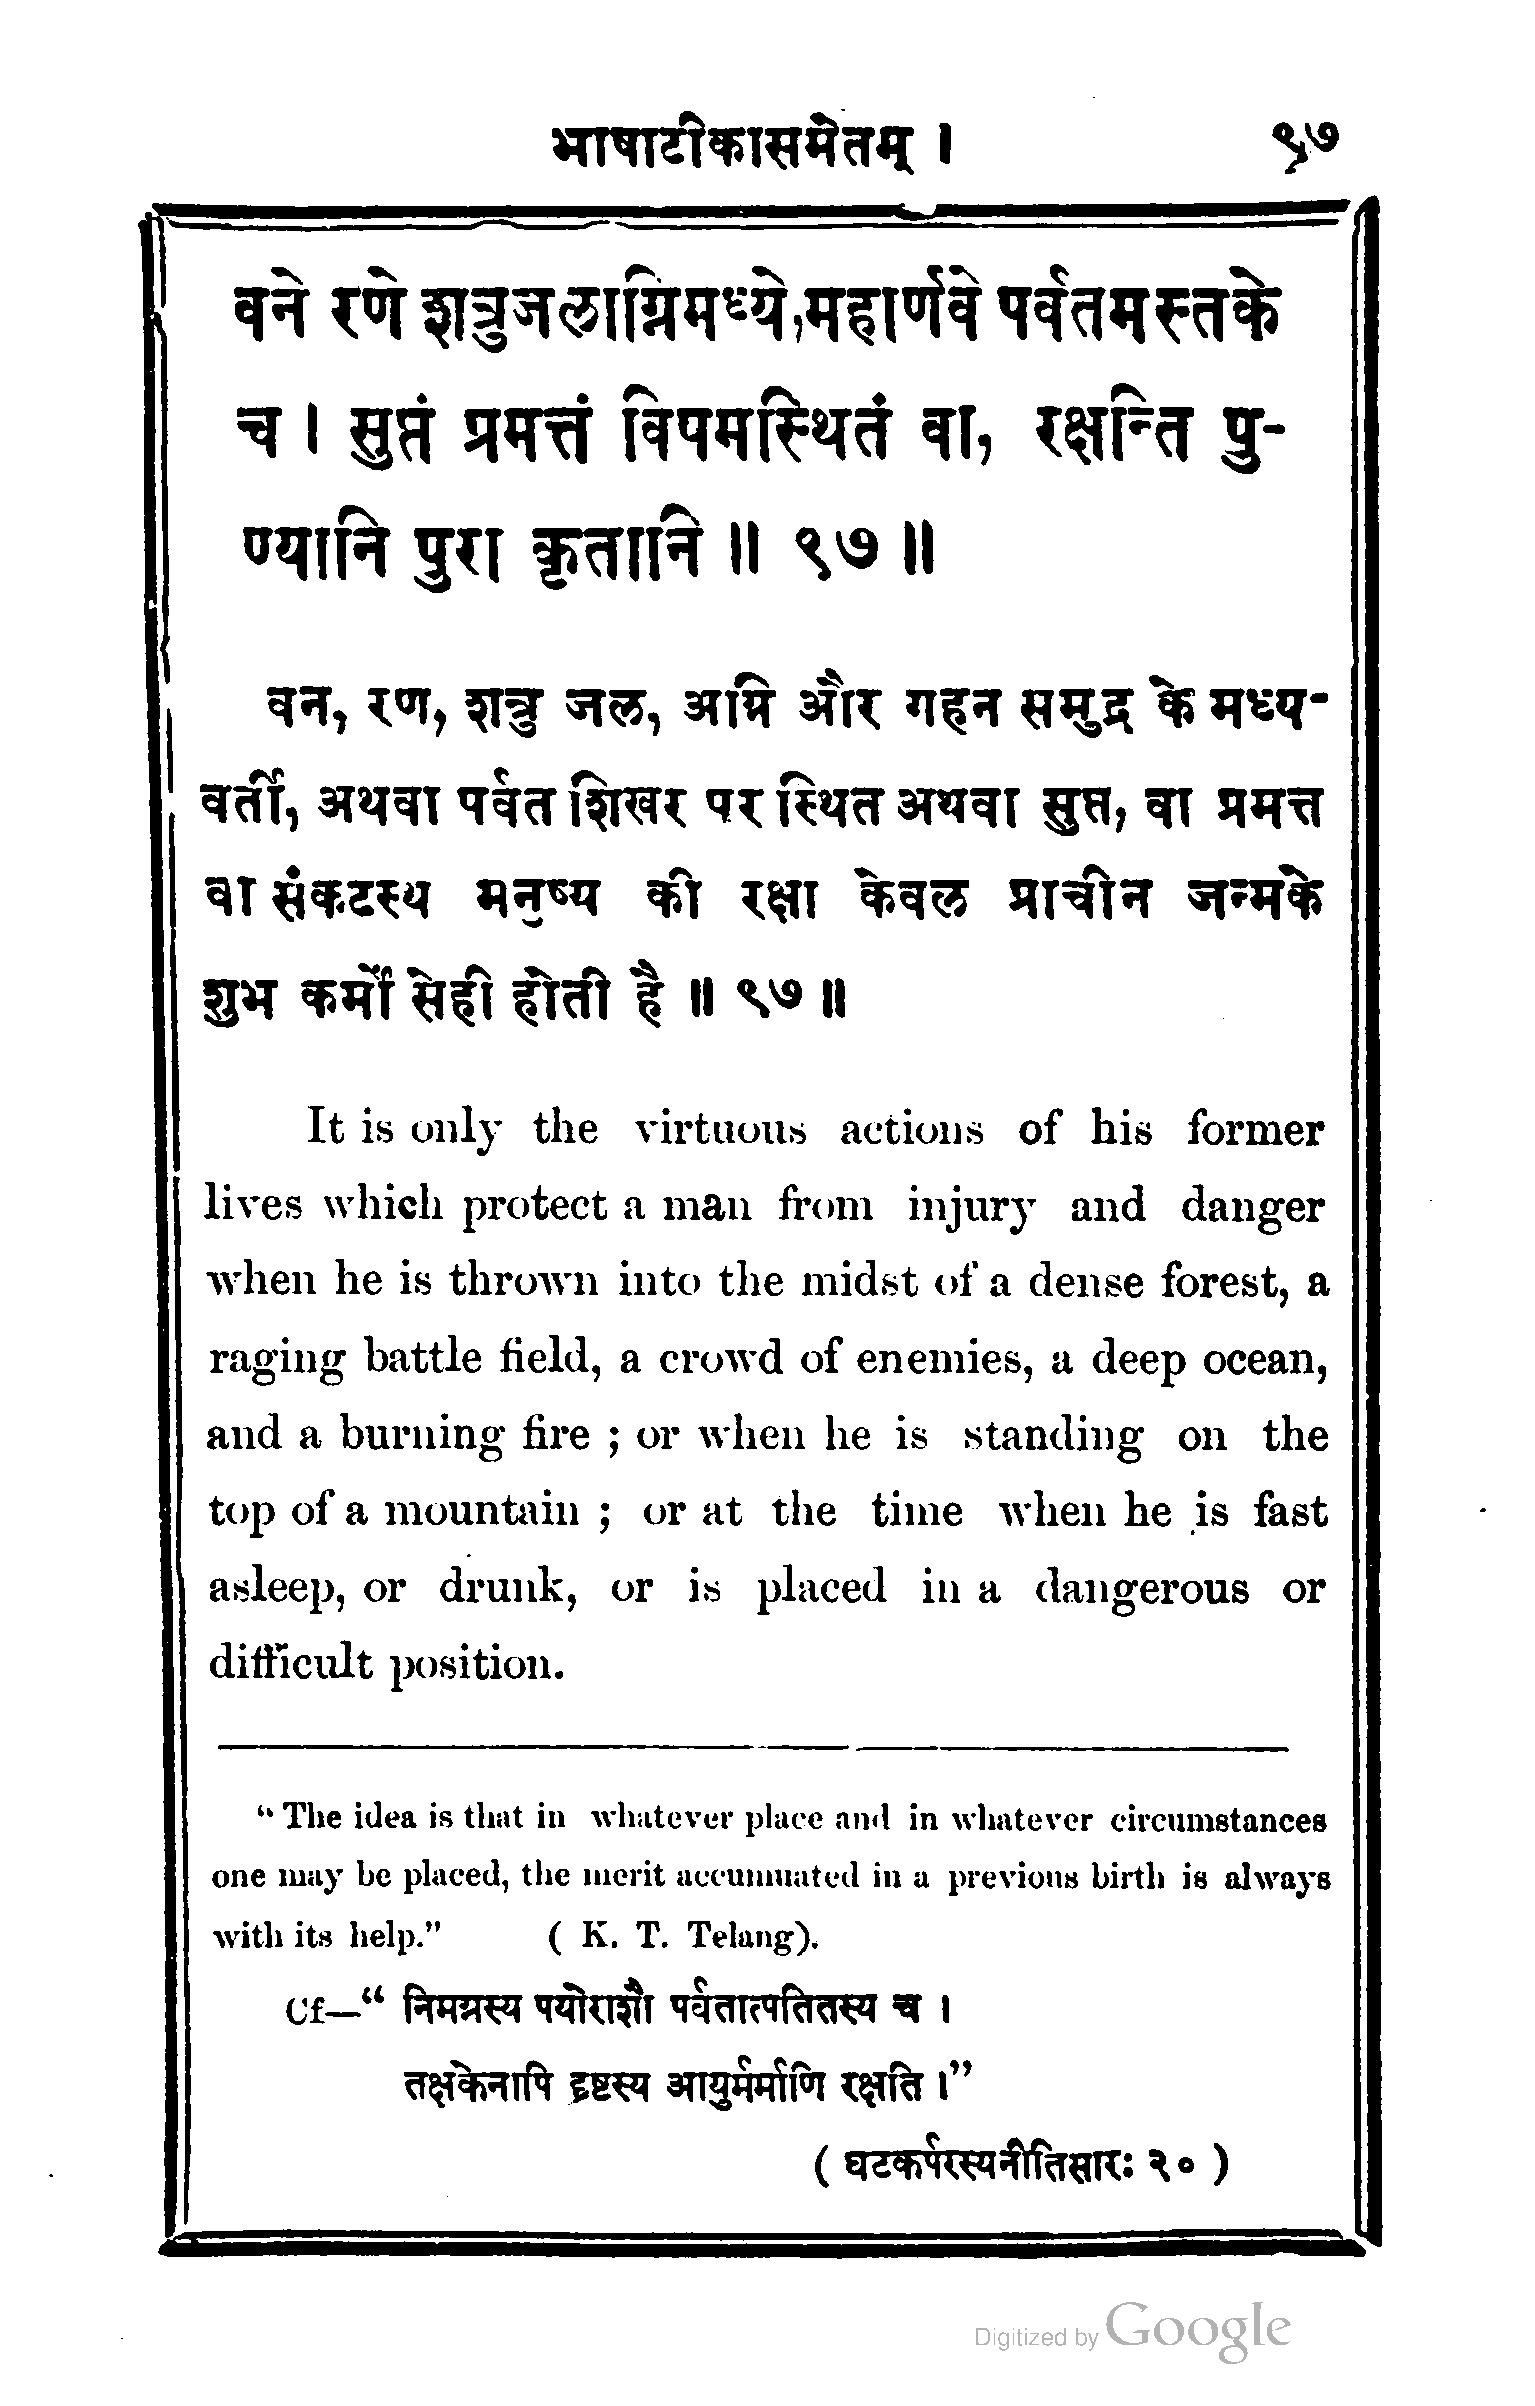 भाषाटीकासमेतम् । ९७
वने रणे शत्रुजलाग्निमध्ये,महार्णवे पर्वतमस्तके
च । सुप्तं प्रमत्तं विषमस्थितं वा, रक्षन्ति पु-
ण्यानि पुरा कृतानि ॥ ९७ ॥
वन, रण, शत्रु जल, अग्नि और गहन समुद्र के मध्य-
वर्ती, अथवा पर्वत शिखर पर स्थित अथवा सुप्त, वा प्रमत्त
वा संकटस्थ मनुष्य की रक्षा केवल प्राचीन जन्मके
शुभ कर्मों सेही होती है ॥ ९७ ॥
It is only the virtuous actions of his former
lives which protect a man from injury and danger
when he is thrown into the midst of a dense forest, a
raging battle field, a crowd of enemies, a deep ocean,
and a burning fire ; or when he is standing on the
top of a mountain ; or at the time when he is fast
asleep, or drunk, or is placed in a dangerous or
difficult position.
"The idea is that in whatever place and in whatever circumstances
one may be placed, the merit accumuated in a previous birth is always
with its help." ( K. T. Telang).
Cf—“ निमग्नस्य पयोराशौ पर्वतात्पतितस्य च ।
तक्षकेनापि दृष्टस्य आयुर्मर्माणि रक्षति ।”
( घटकर्परस्यनीतिसारः २० )
Digitized by Google